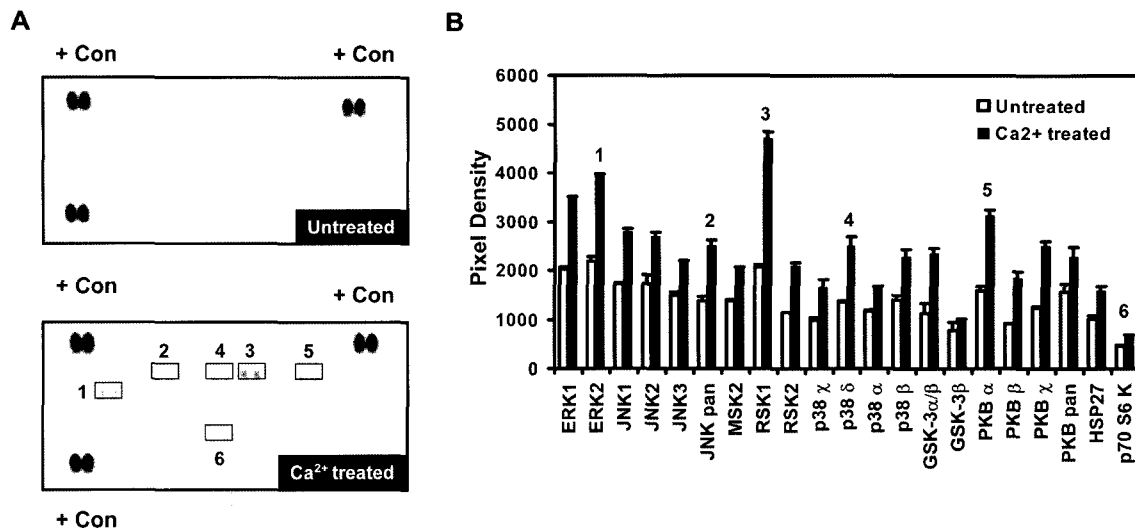 A
+ Con
+ Con
Untreated
+ Con
+ Con
2
4
3
5
1
6
Ca²⁺ treated
+ Con
B
6000
5000
4000
3000
2000
1000
0
Pixel Density
Untreated
Ca2+ treated
1
2
3
4
5
6
ERK1
ERK2
JNK1
JNK2
JNK3
JNK pan
MSK2
RSK1
RSK2
p38 χ
p38 δ
p38 α
p38 β
GSK-3α/β
GSK-3β
PKB α
PKB β
PKB χ
PKB pan
HSP27
p70 S6 K